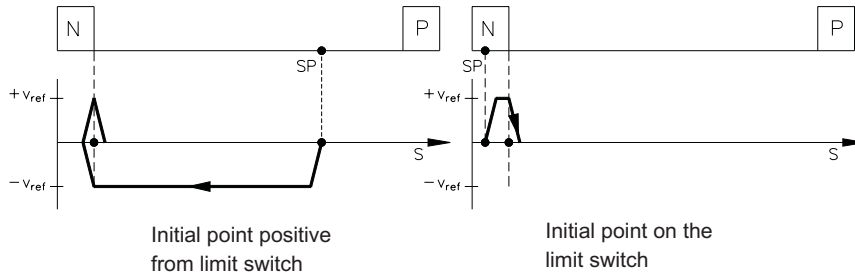 N
P
SP
+ vref
S
– vref
Initial point positive
from limit switch
N
P
SP
+ vref
S
– vref
Initial point on the
limit switch